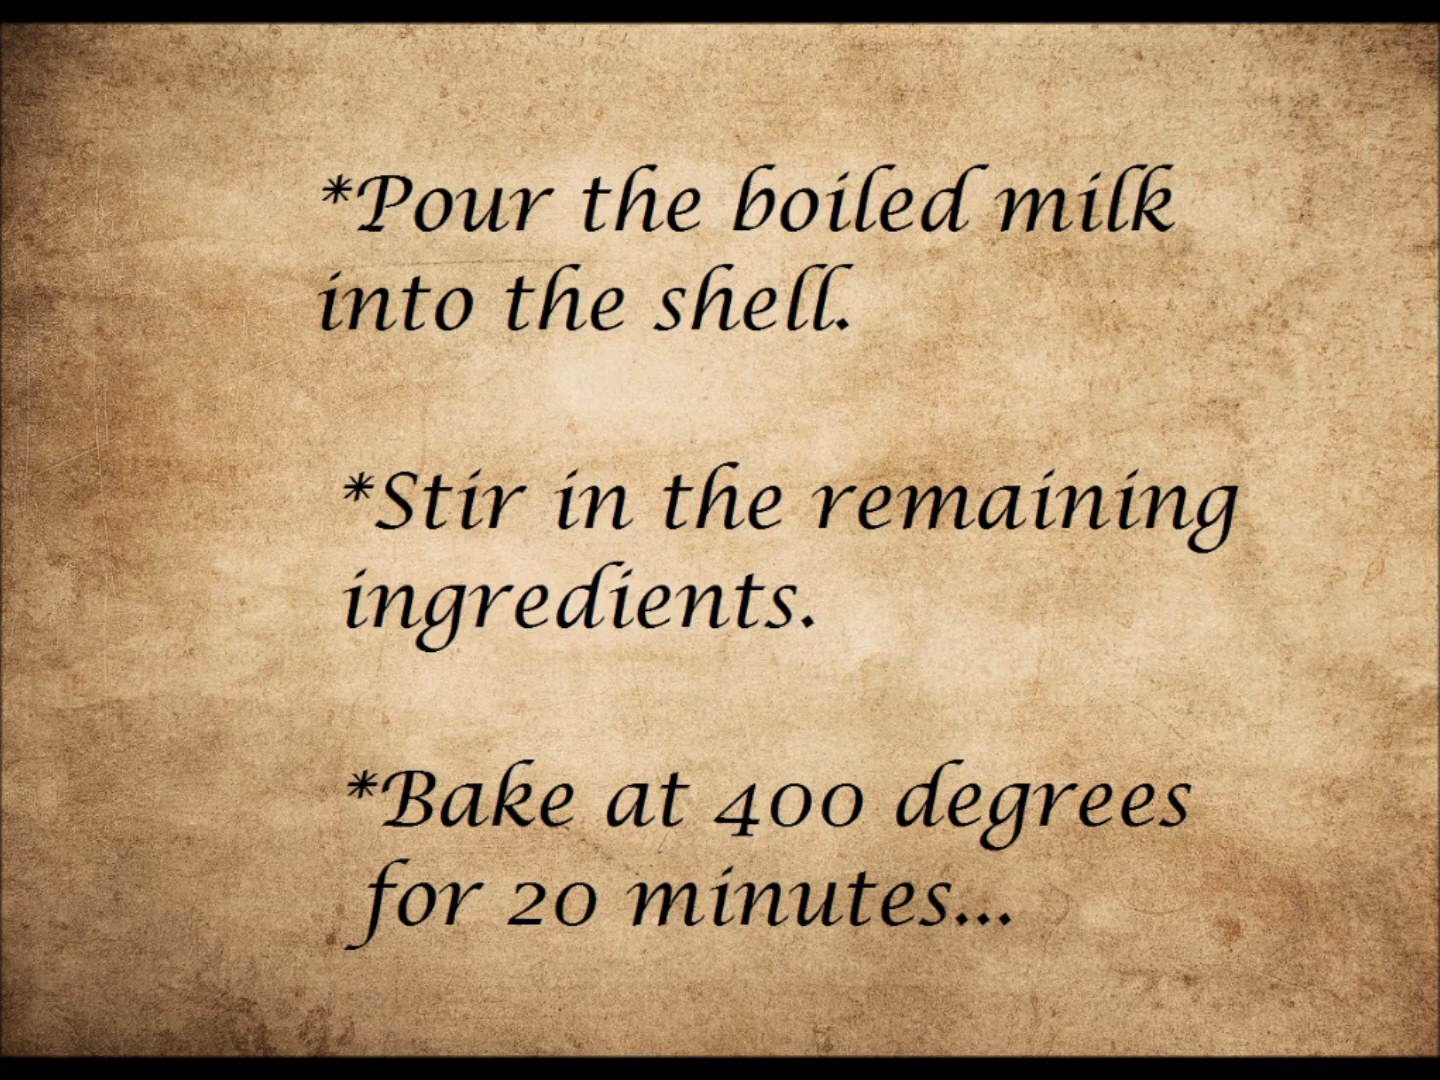 *Pour the boiled milk
into the shell.
*Stir in the remaining
ingredients.
*Bake at 400 degrees
for 20 minutes...